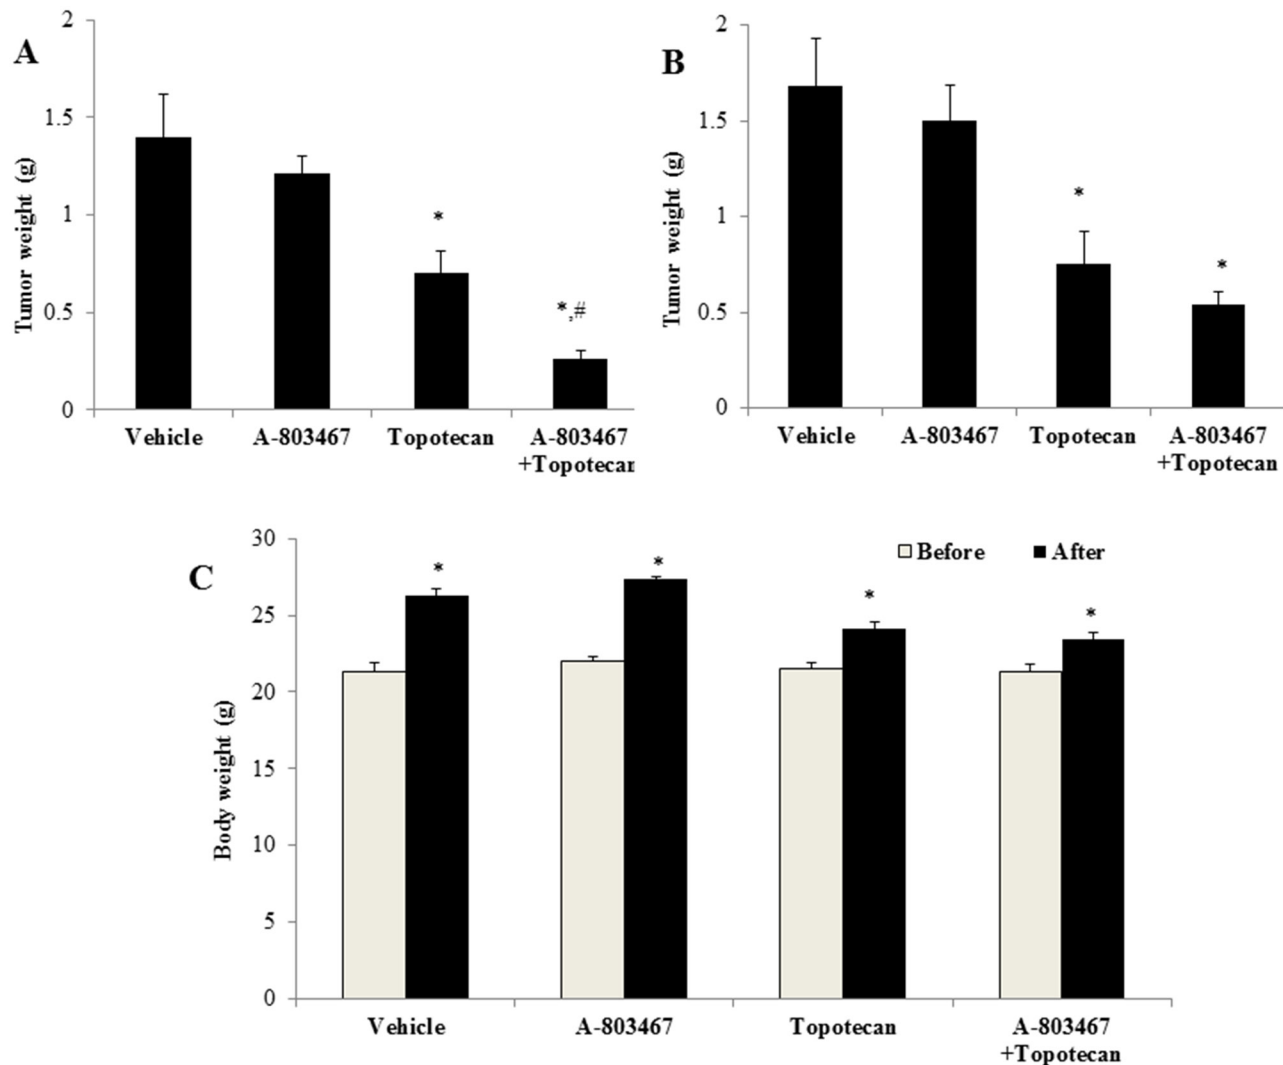 A
Tumor weight (g)
2
1.5
1
0.5
0
*
*,#
Vehicle
A-803467
Topotecan
A-803467
+Topotecan
B
Tumor weight (g)
2
1.5
1
0.5
0
*
*
Vehicle
A-803467
Topotecan
A-803467
+Topotecan
C
Body weight (g)
30
25
20
15
10
5
0
Before
After
*
*
*
*
Vehicle
A-803467
Topotecan
A-803467
+Topotecan